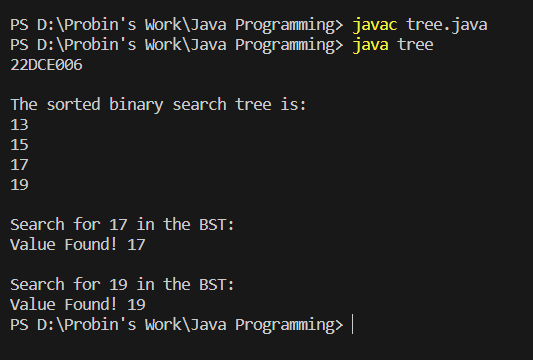 PS D:\Probin's Work\Java Programming> javac tree.java
PS D:\Probin's Work\Java Programming> java tree
22DCE006
The sorted binary search tree is:
13
15
17
19
Search for 17 in the BST:
Value Found! 17
Search for 19 in the BST:
Value Found! 19
PS D:\Probin's Work\Java Programming>